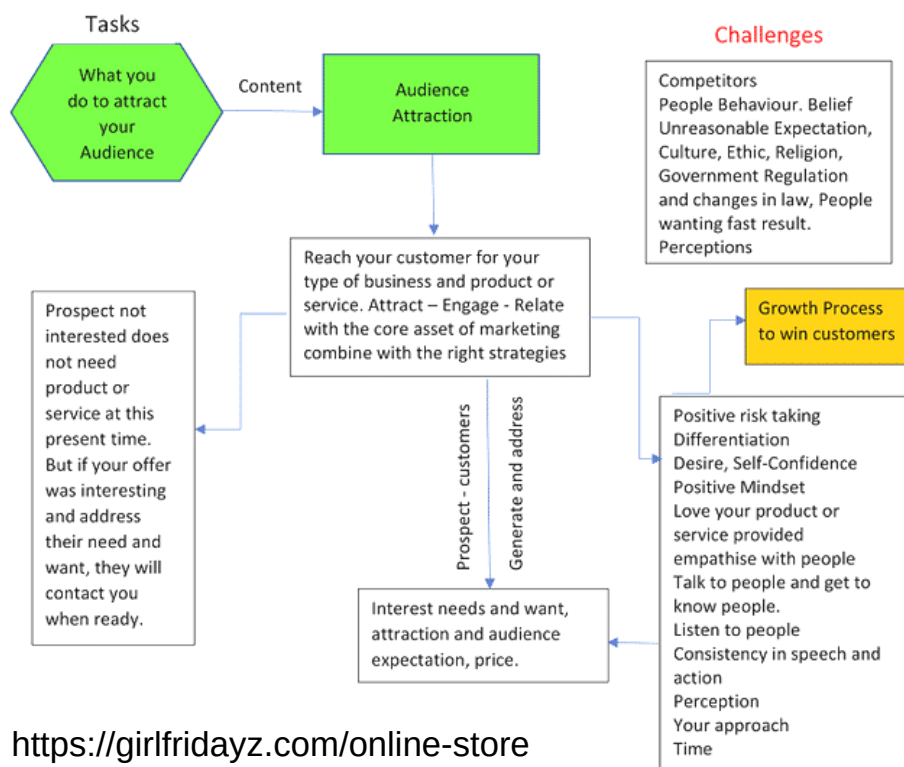 Tasks
Challenges
What you
do to attract
your
Audience
Content
Audience
Attraction
Competitors
People Behaviour. Belief
Unreasonable Expectation,
Culture, Ethic, Religion,
Government Regulation
and changes in law, People
wanting fast result.
Perceptions
Reach your customer for your
type of business and product or
service. Attract – Engage - Relate
with the core asset of marketing
combine with the right strategies
Prospect not
interested does
not need
product or
service at this
present time.
But if your offer
was interesting
and address
their need and
want, they will
contact you
when ready.
Growth Process
to win customers
Prospect - customers
Generate and address
Positive risk taking
Differentiation
Desire, Self-Confidence
Positive Mindset
Love your product or
service provided
empathise with people
Talk to people and get to
know people.
Listen to people
Consistency in speech and
action
Perception
Your approach
Time
Interest needs and want,
attraction and audience
expectation, price.
https://girlfridayz.com/online-store